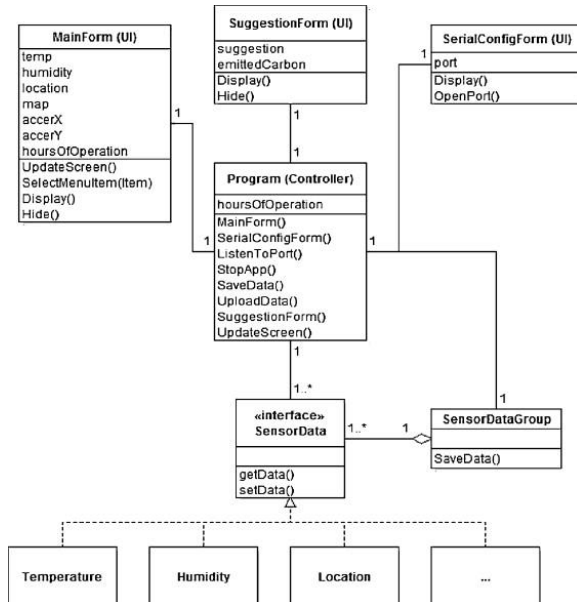 MainForm (UI)
temp
humidity
location
map
accerX
accerY
hoursOfOperation
UpdateScreen()
SelectMenuItem(Item)
Display()
Hide()
SuggestionForm (UI)
suggestion
emittedCarbon
Display()
Hide()
SerialConfigForm (UI)
port
Display()
OpenPort()
1
1
1
1
Program (Controller)
hoursOfOperation
MainForm()
SerialConfigForm()
ListenToPort()
StopApp()
SaveData()
UploadData()
SuggestionForm()
UpdateScreen()
1
1
1
1..*
1
«interface»
SensorData
getData()
setData()
1..*
1
SensorDataGroup
SaveData()
Temperature
Humidity
Location
...